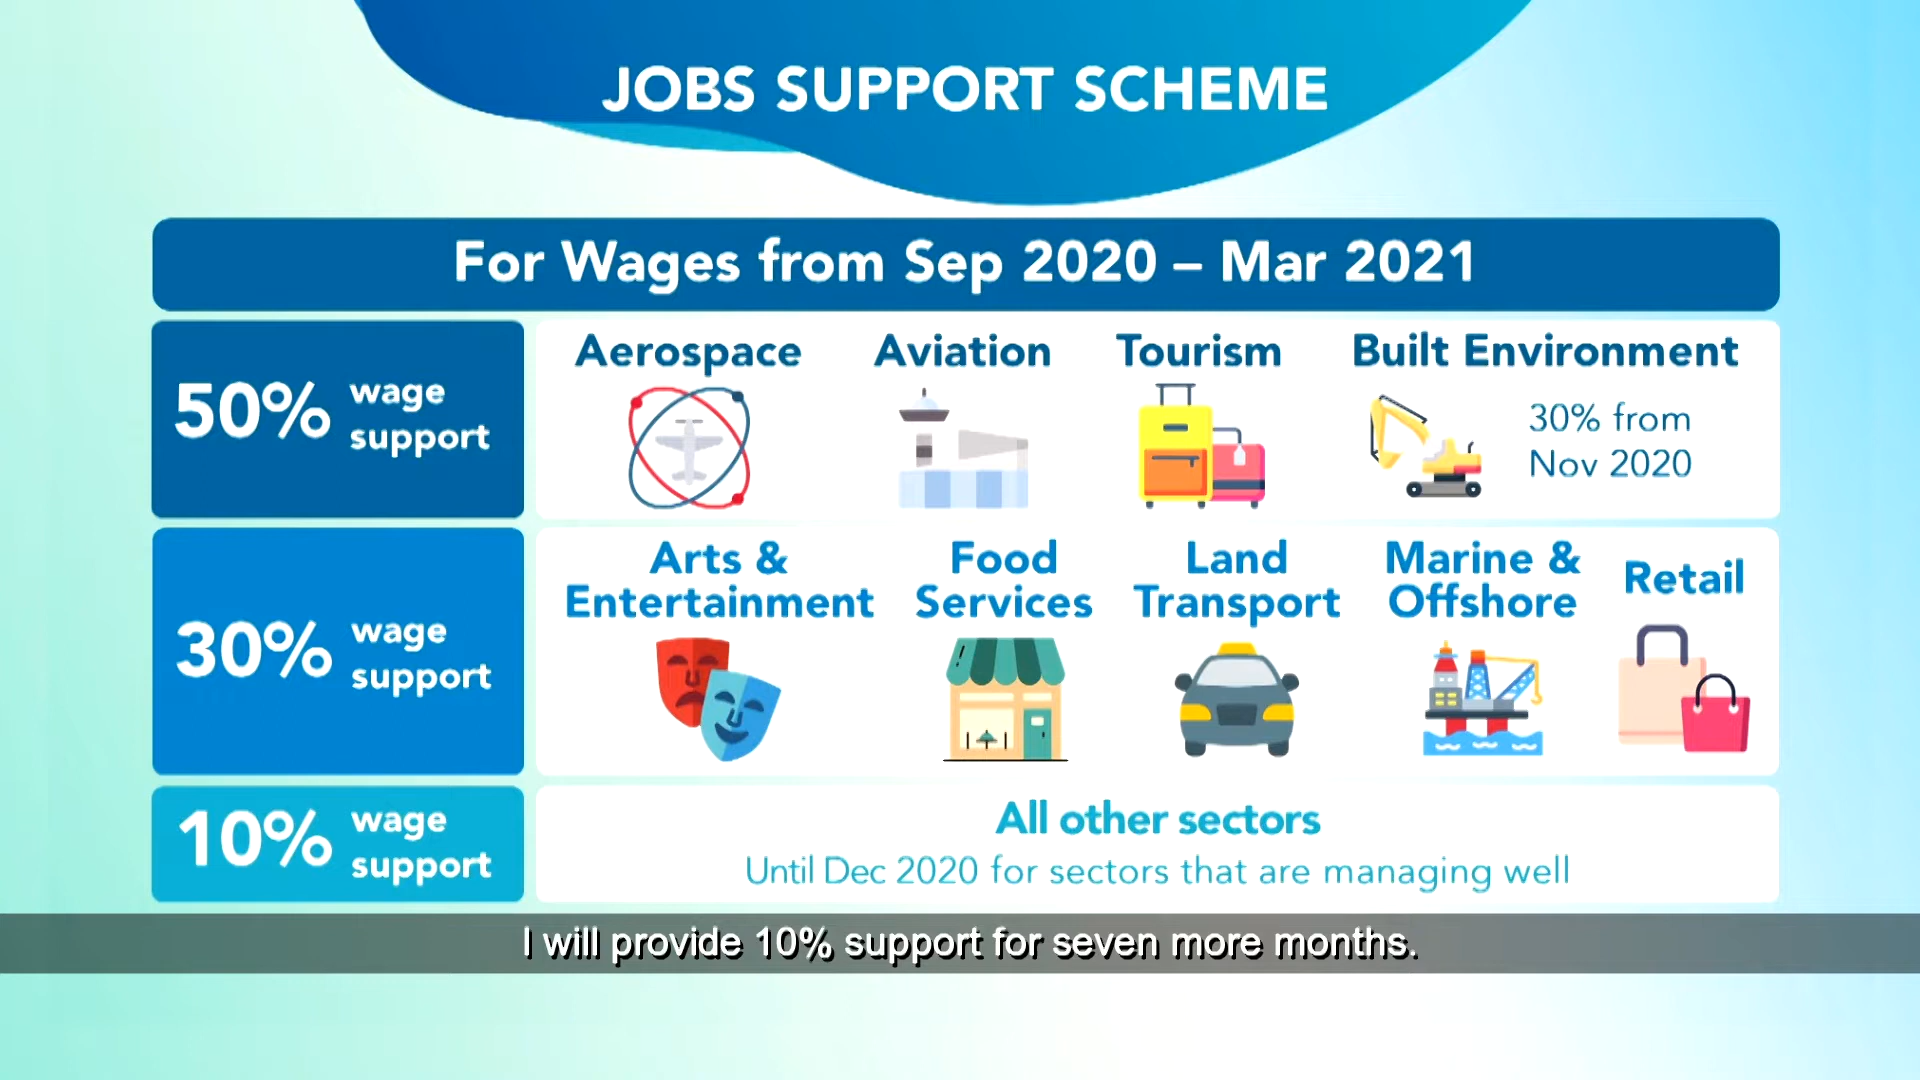 JOBS SUPPORT SCHEME
For Wages from Sep 2020 – Mar 2021
50% wage support
Aerospace
Aviation
Tourism
Built Environment
30% from
Nov 2020
30% wage support
Arts &
Entertainment
Food
Services
Land
Transport
Marine &
Offshore
Retail
10% wage support
All other sectors
Until Dec 2020 for sectors that are managing well
I will provide 10% support for seven more months.